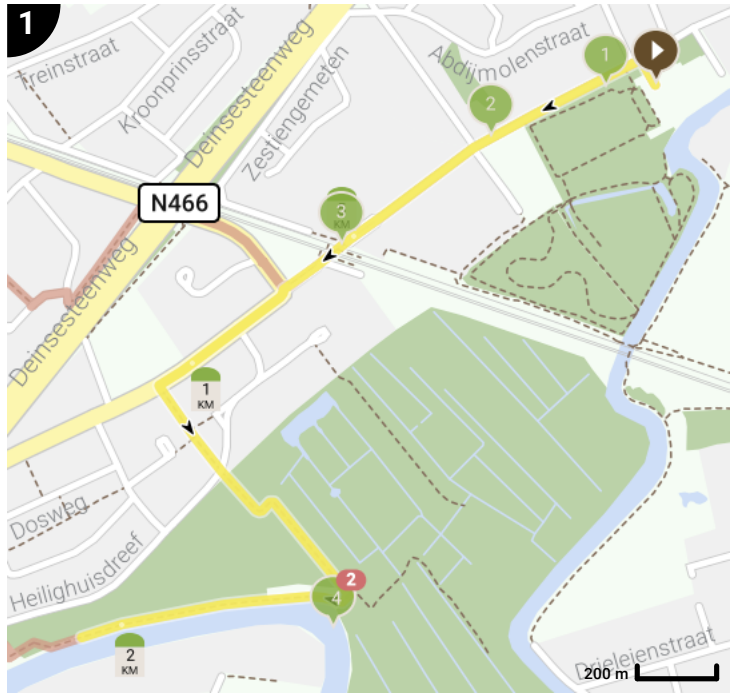 1
Treinstraat
Kroonprinsstraat
Deinsesteenweg
Zestiengemeten
Abdijmolenstraat
1
2
N466
3
KM
Deinsesteenweg
1
KM
Dosweg
Heilighuisdreef
2
4
2
KM
Drieleienstraat
200 m